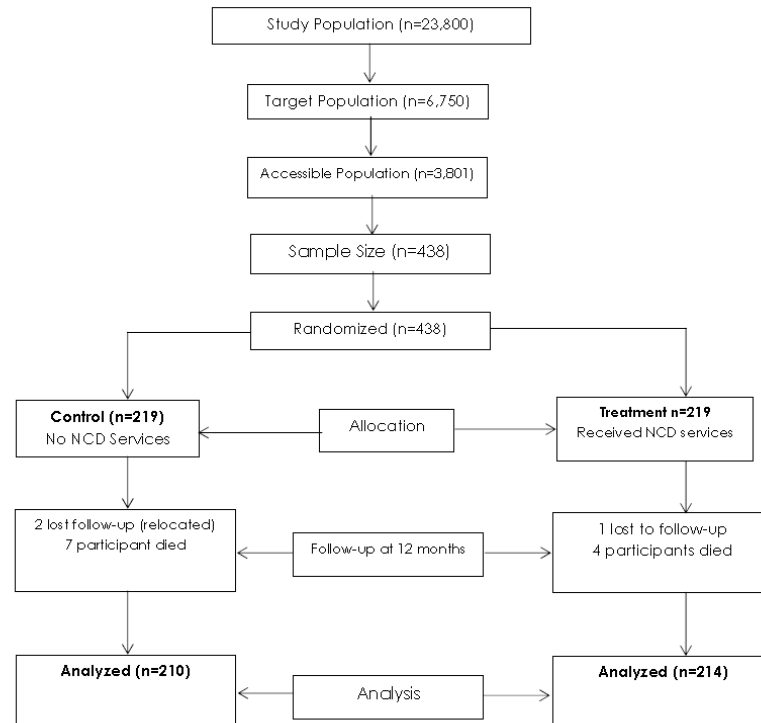 Study Population (n=23,800)
Target Population (n=6,750)
Accessible Population (n=3,801)
Sample Size (n=438)
Randomized (n=438)
Control (n=219)
No NCD Services
Allocation
Treatment n=219
Received NCD services
2 lost follow-up (relocated)
7 participant died
Follow-up at 12 months
1 lost to follow-up
4 participants died
Analyzed (n=210)
Analysis
Analyzed (n=214)